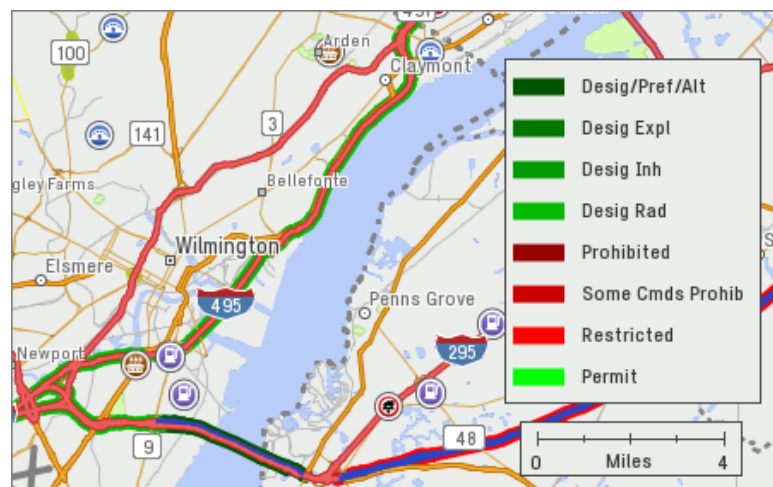 491
100
Arden
Claymont
141
3
gley Farms
Bellefonte
Wilmington
Elsmere
495
Penns Grove
Newport
295
9
48
Desig/Pref/Alt
Desig Expl
Desig Inh
Desig Rad
Prohibited
Some Cmds Prohib
Restricted
Permit
0
4
Miles